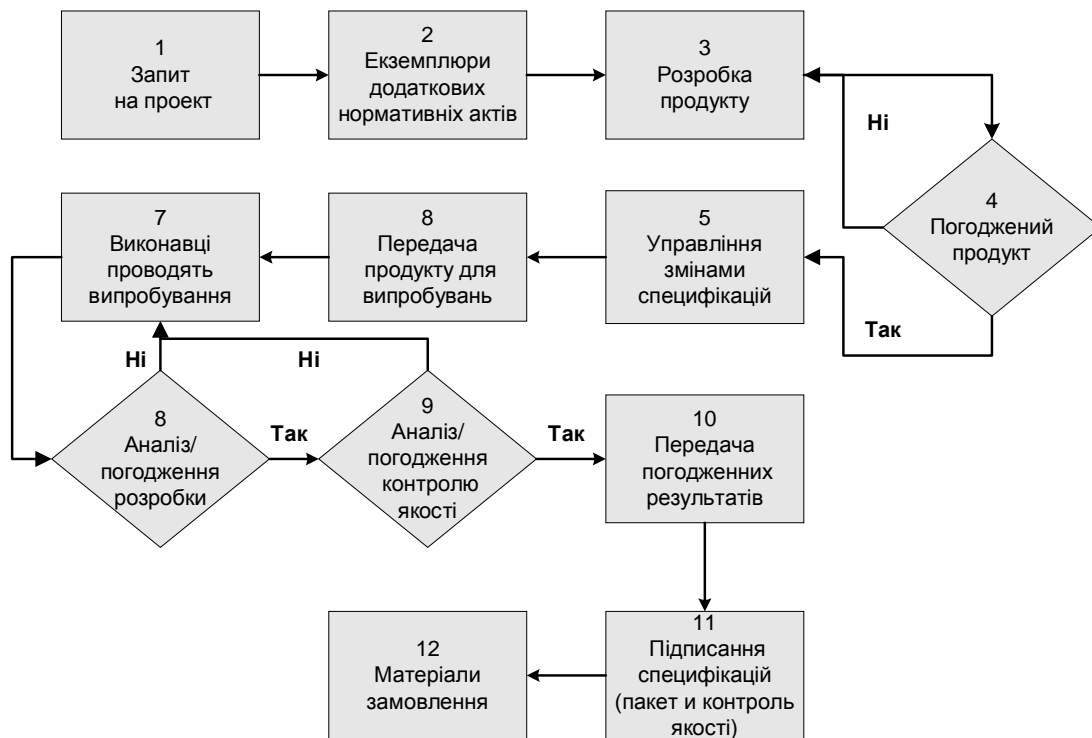 1
Запит
на проект
2
Екземплюри
додаткових
нормативніх актів
3
Розробка
продукту
Ні
4
Погоджений
продукт
7
Виконавці
проводять
випробування
8
Передача
продукту для
випробувань
5
Управління
змінами
специфікацій
Так
Ні
Ні
8
Аналіз/
погодження
розробки
Так
9
Аналіз/
погодження
контролю
якості
Так
10
Передача
погодженних
результатів
12
Матеріали
замовлення
11
Підписання
специфікацій
(пакет и контроль
якості)